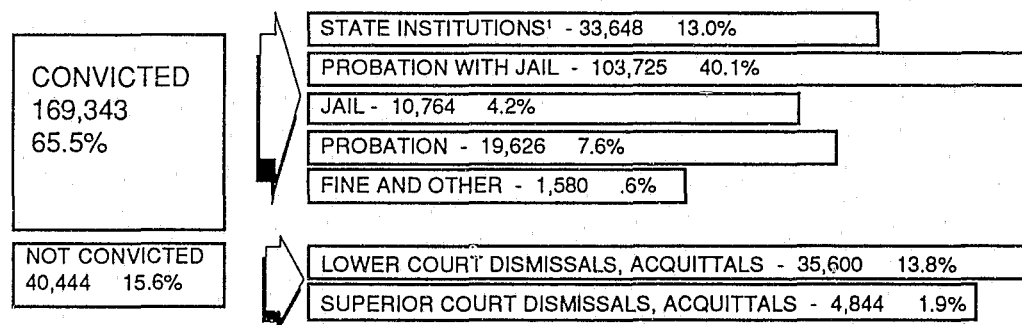 CONVICTED
169,343
65.5%
STATE INSTITUTIONS¹ - 33,648 13.0%
PROBATION WITH JAIL - 103,725 40.1%
JAIL - 10,764 4.2%
PROBATION - 19,626 7.6%
FINE AND OTHER - 1,580 .6%
NOT CONVICTED
40,444 15.6%
LOWER COURT DISMISSALS, ACQUITTALS - 35,600 13.8%
SUPERIOR COURT DISMISSALS, ACQUITTALS - 4,844 1.9%